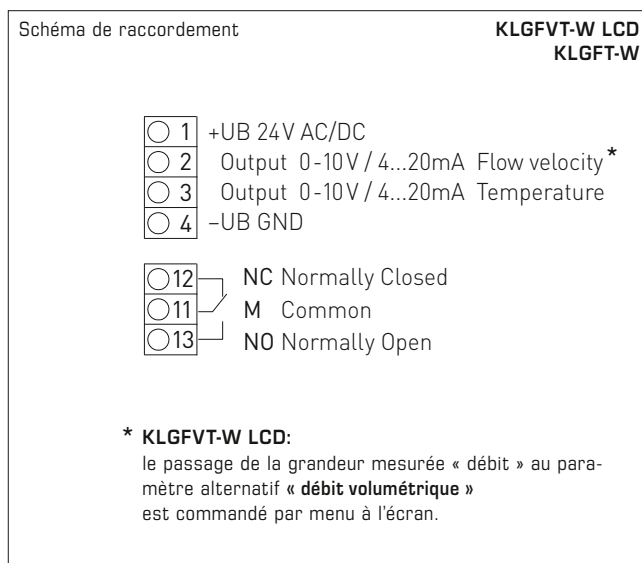 Schéma de raccordement KLGFVT-W LCD
KLGFT-W
1 +UB 24V AC/DC
2 Output 0-10V / 4...20mA Flow velocity*
3 Output 0-10V / 4...20mA Temperature
4 –UB GND
12 NC Normally Closed
11 M Common
13 NO Normally Open
* KLGFVT-W LCD:
le passage de la grandeur mesurée « débit » au para-
mètre alternatif « débit volumétrique »
est commandé par menu à l'écran.